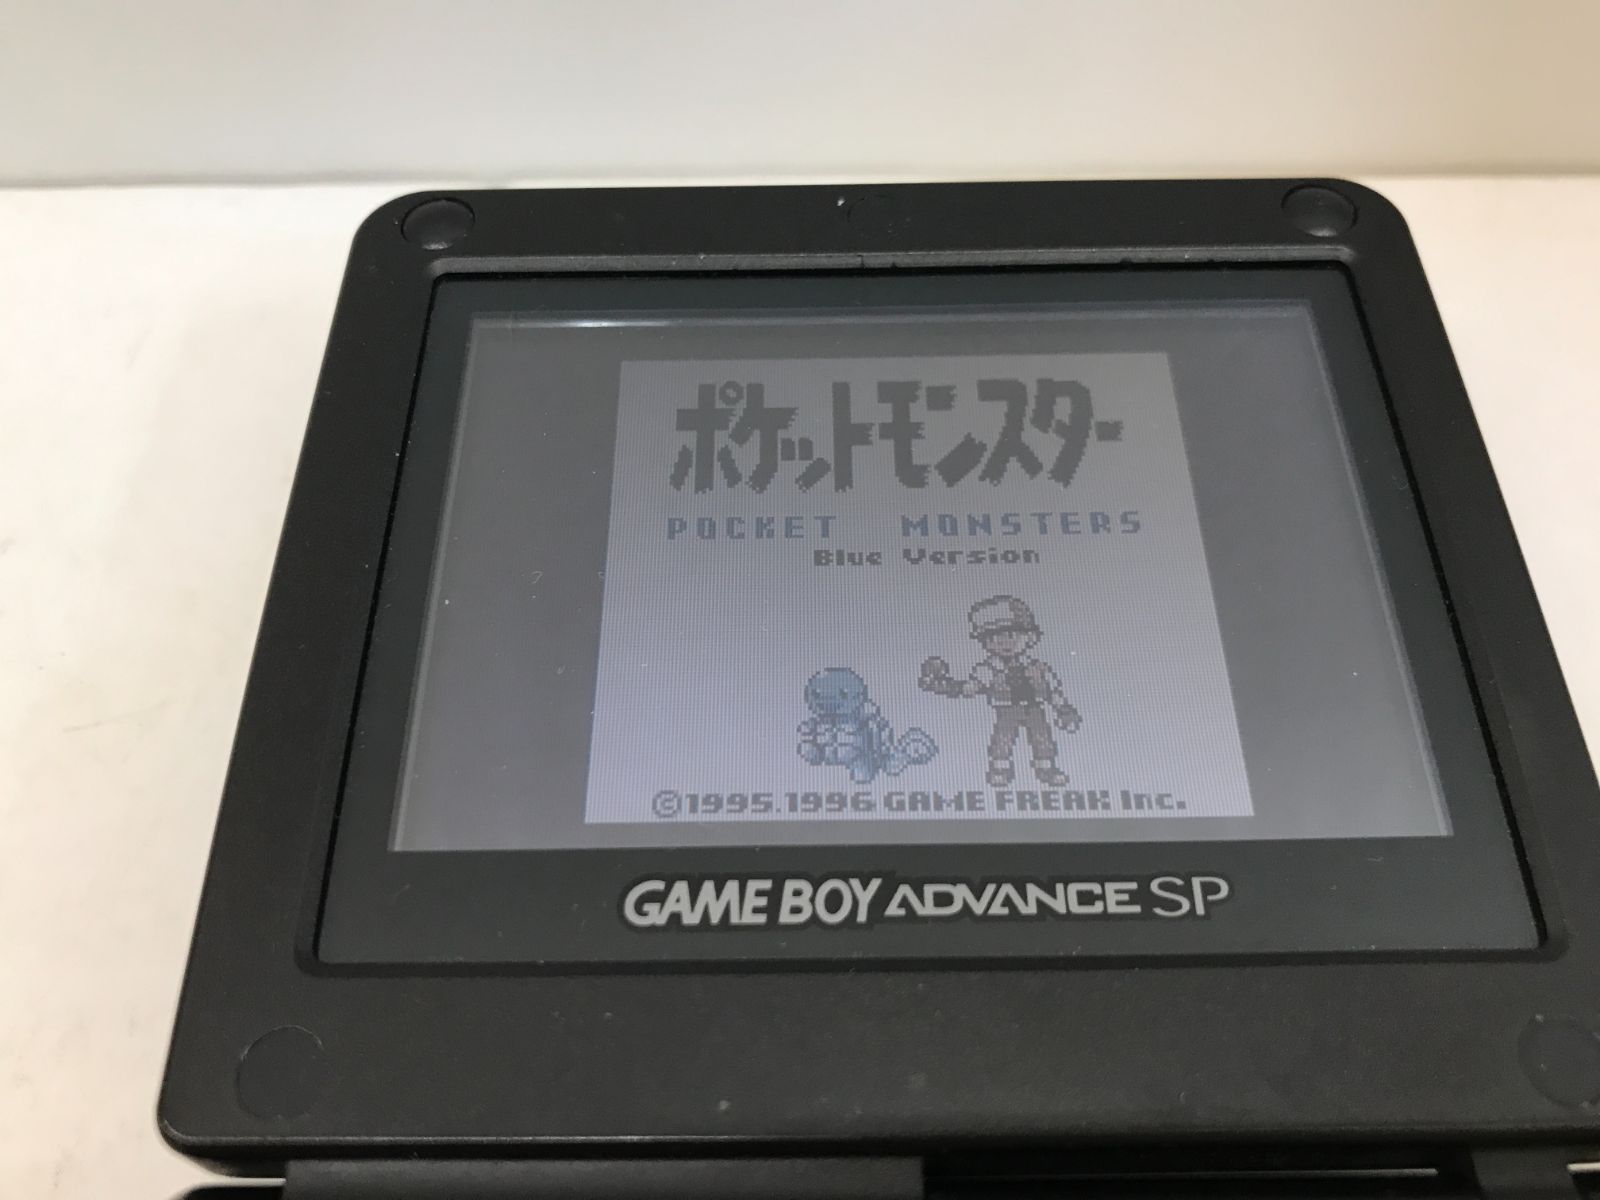 ポケットモンスター
POCKET MONSTERS
Blue Version
©1995.1996 GAME FREAK Inc.
GAME BOY ADVANCE SP